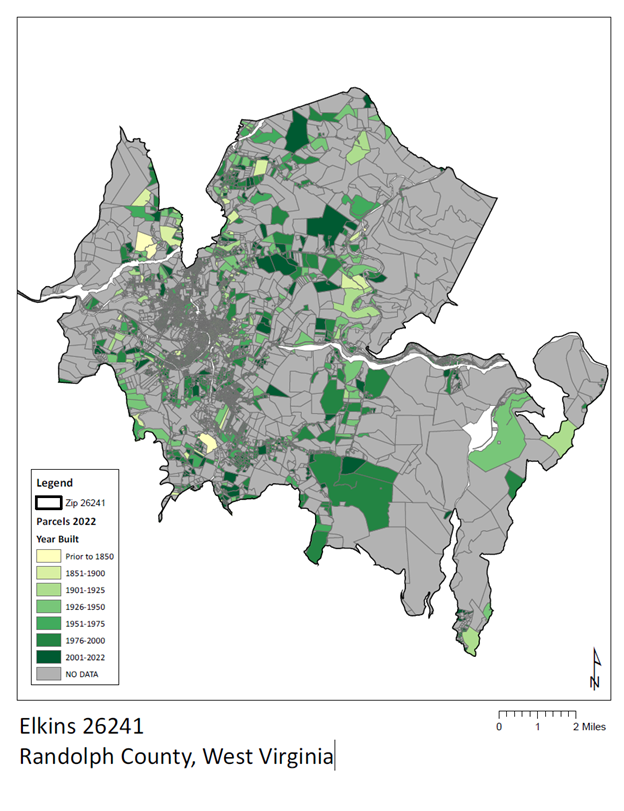 Legend
Zip 26241
Parcels 2022
Year Built
Prior to 1850
1851-1900
1901-1925
1926-1950
1951-1975
1976-2000
2001-2022
NO DATA
N
0 1 2 Miles
Elkins 26241
Randolph County, West Virginia